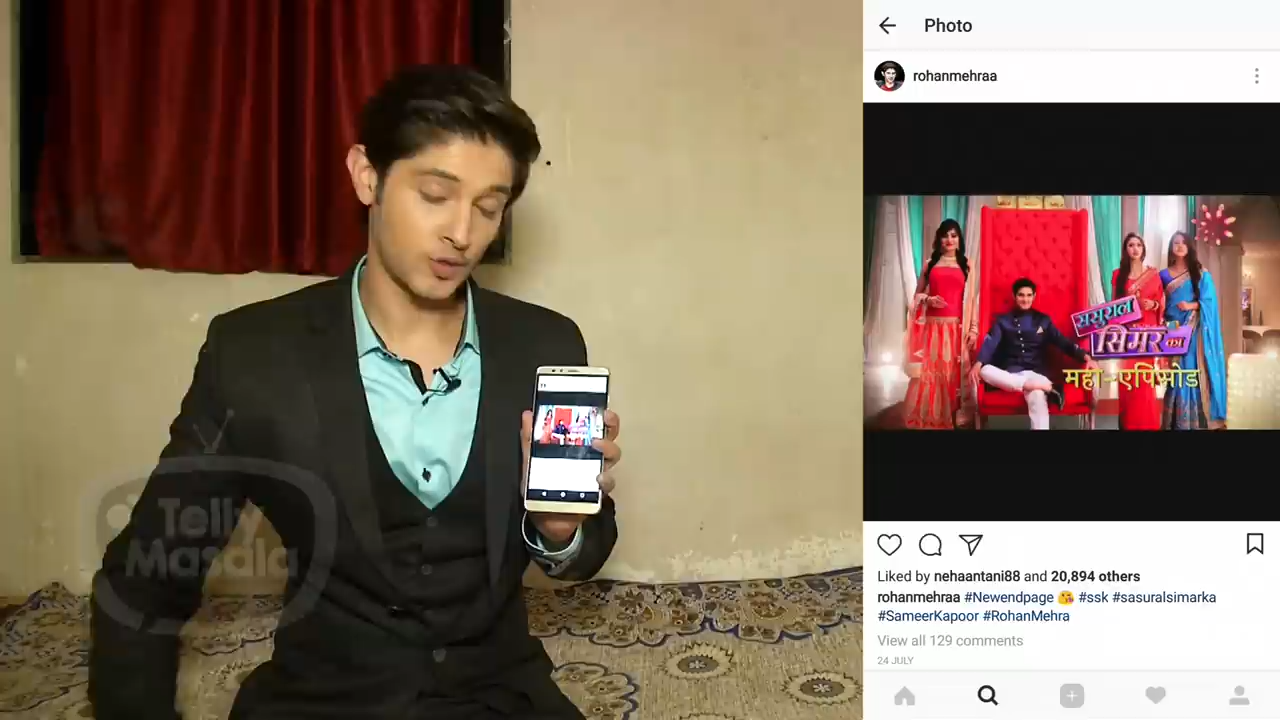 Telly
Masala
Photo
rohanmehraa
ससुराल
सिमर का
महा-एपिसोड
Liked by nehaantani88 and 20,894 others
rohanmehraa #Newendpage 😘 #ssk #sasuralsimarka
#SameerKapoor #RohanMehra
View all 129 comments
24 JULY